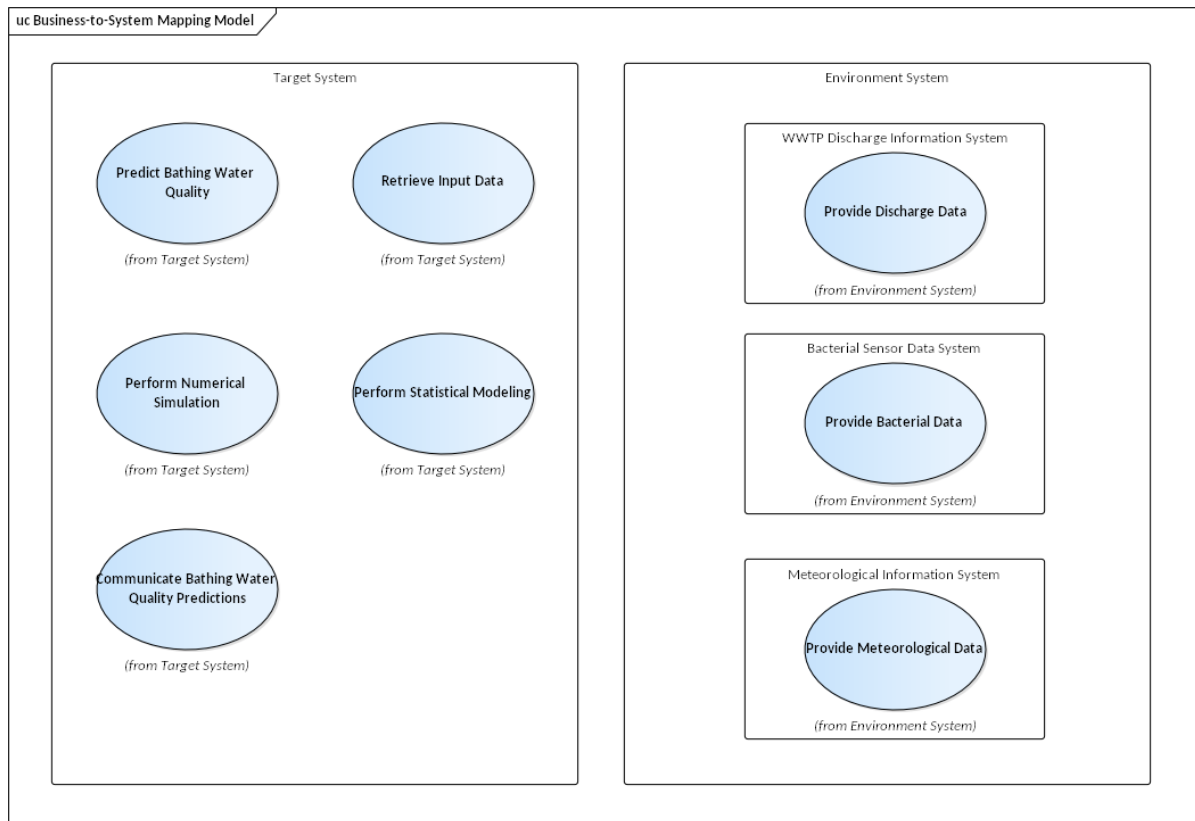 uc Business-to-System Mapping Model
Target System
Predict Bathing Water
Quality
(from Target System)
Retrieve Input Data
(from Target System)
Perform Numerical
Simulation
(from Target System)
Perform Statistical Modeling
(from Target System)
Communicate Bathing Water
Quality Predictions
(from Target System)
Environment System
WWTP Discharge Information System
Provide Discharge Data
(from Environment System)
Bacterial Sensor Data System
Provide Bacterial Data
(from Environment System)
Meteorological Information System
Provide Meteorological Data
(from Environment System)